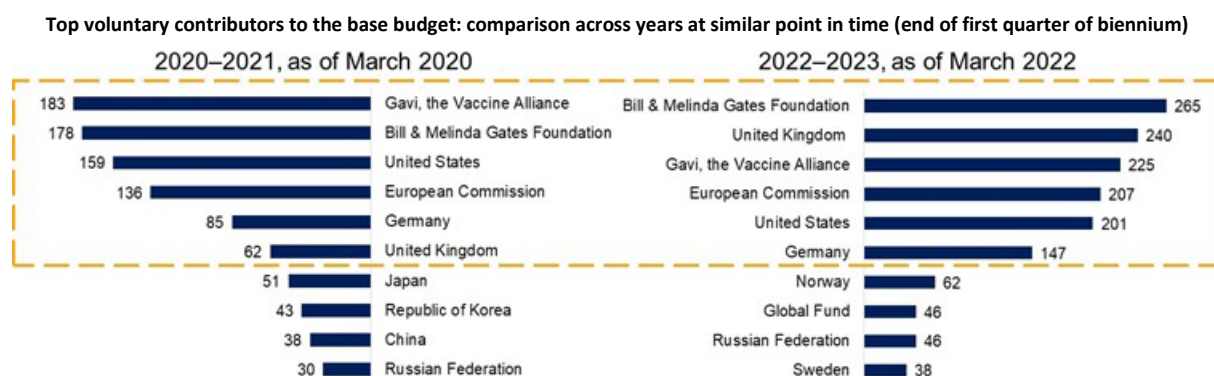 Top voluntary contributors to the base budget: comparison across years at similar point in time (end of first quarter of biennium)
2020–2021, as of March 2020
183 Gavi, the Vaccine Alliance
178 Bill & Melinda Gates Foundation
159 United States
136 European Commission
85 Germany
62 United Kingdom
51 Japan
43 Republic of Korea
38 China
30 Russian Federation
2022–2023, as of March 2022
Bill & Melinda Gates Foundation 265
United Kingdom 240
Gavi, the Vaccine Alliance 225
European Commission 207
United States 201
Germany 147
Norway 62
Global Fund 46
Russian Federation 46
Sweden 38